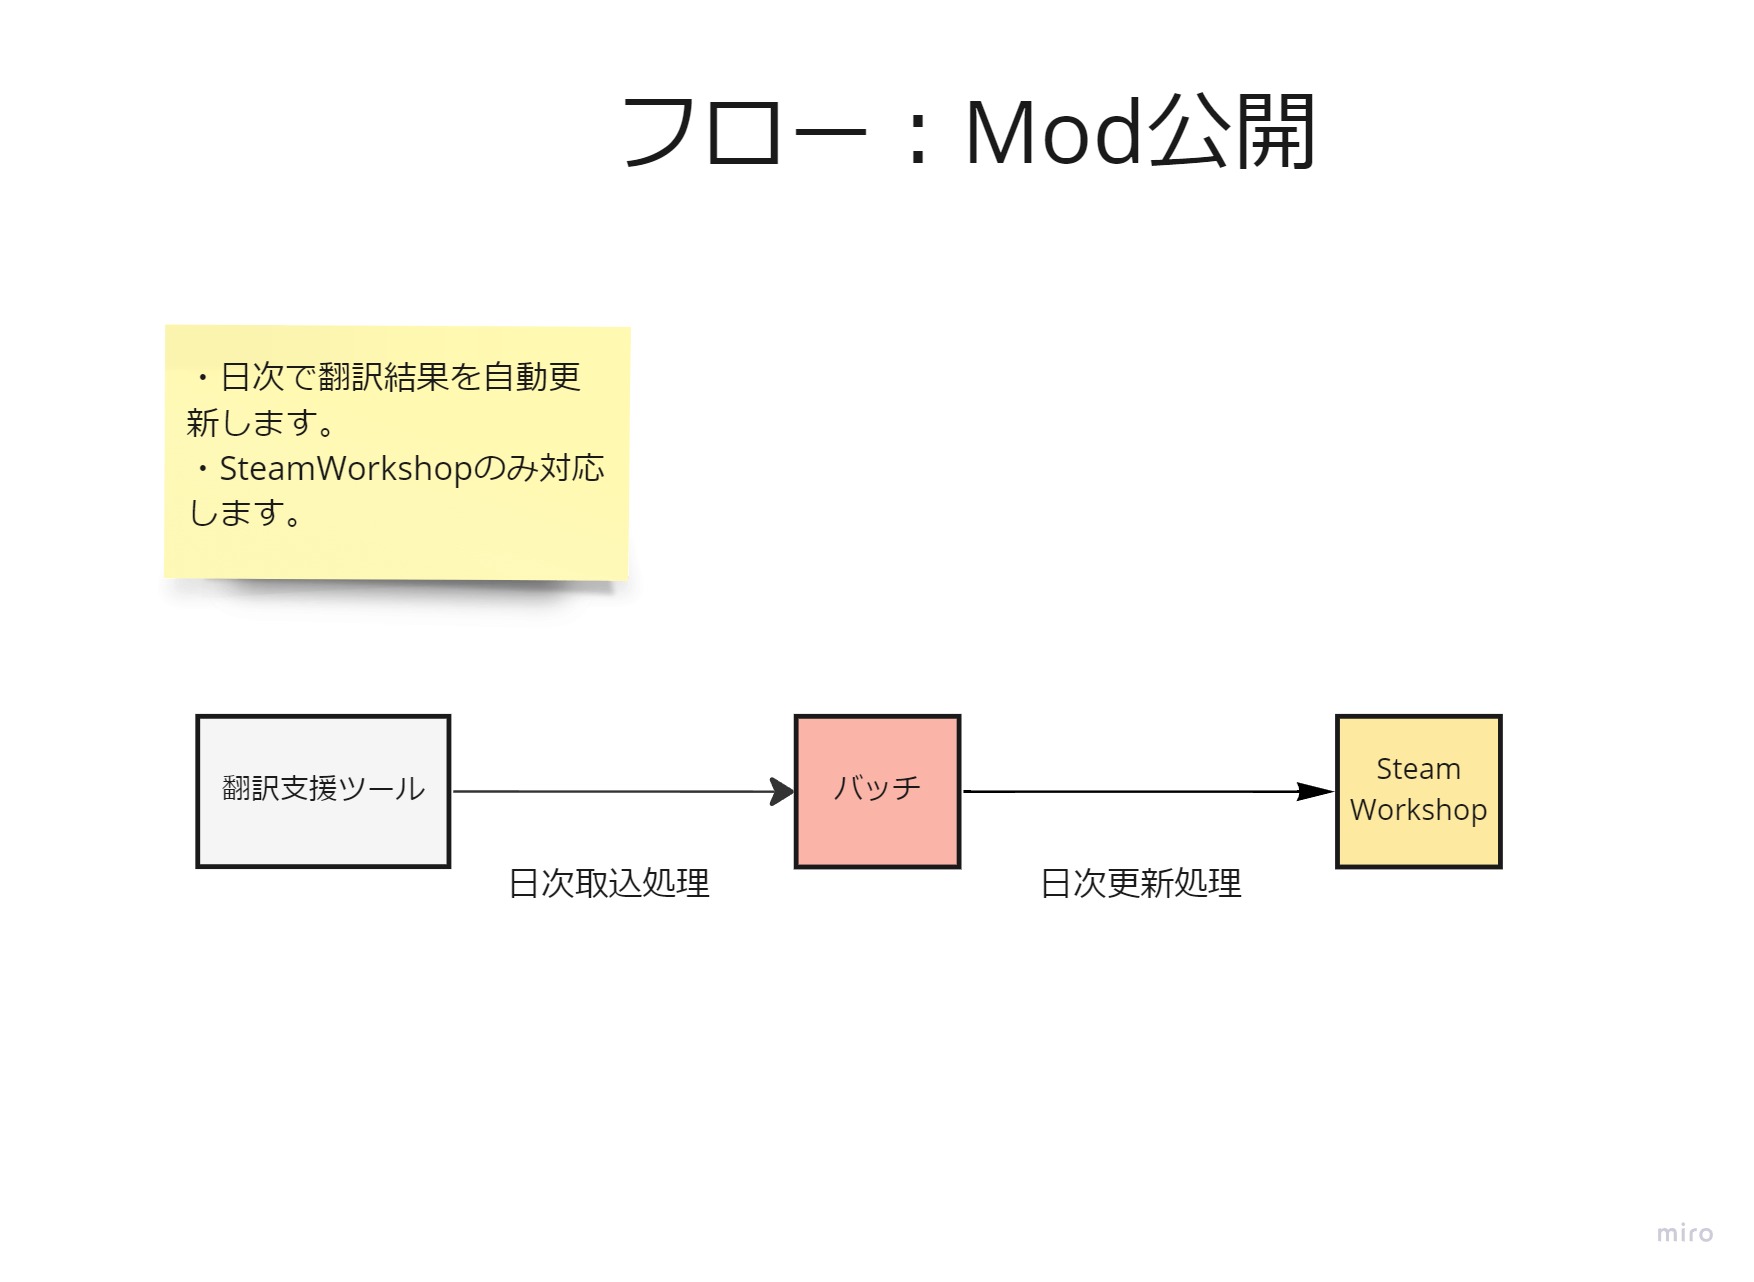 フロー：Mod公開
・日次で翻訳結果を自動更
新します。
・SteamWorkshopのみ対応
します。
翻訳支援ツール
バッチ
Steam
Workshop
日次取込処理
日次更新処理
miro